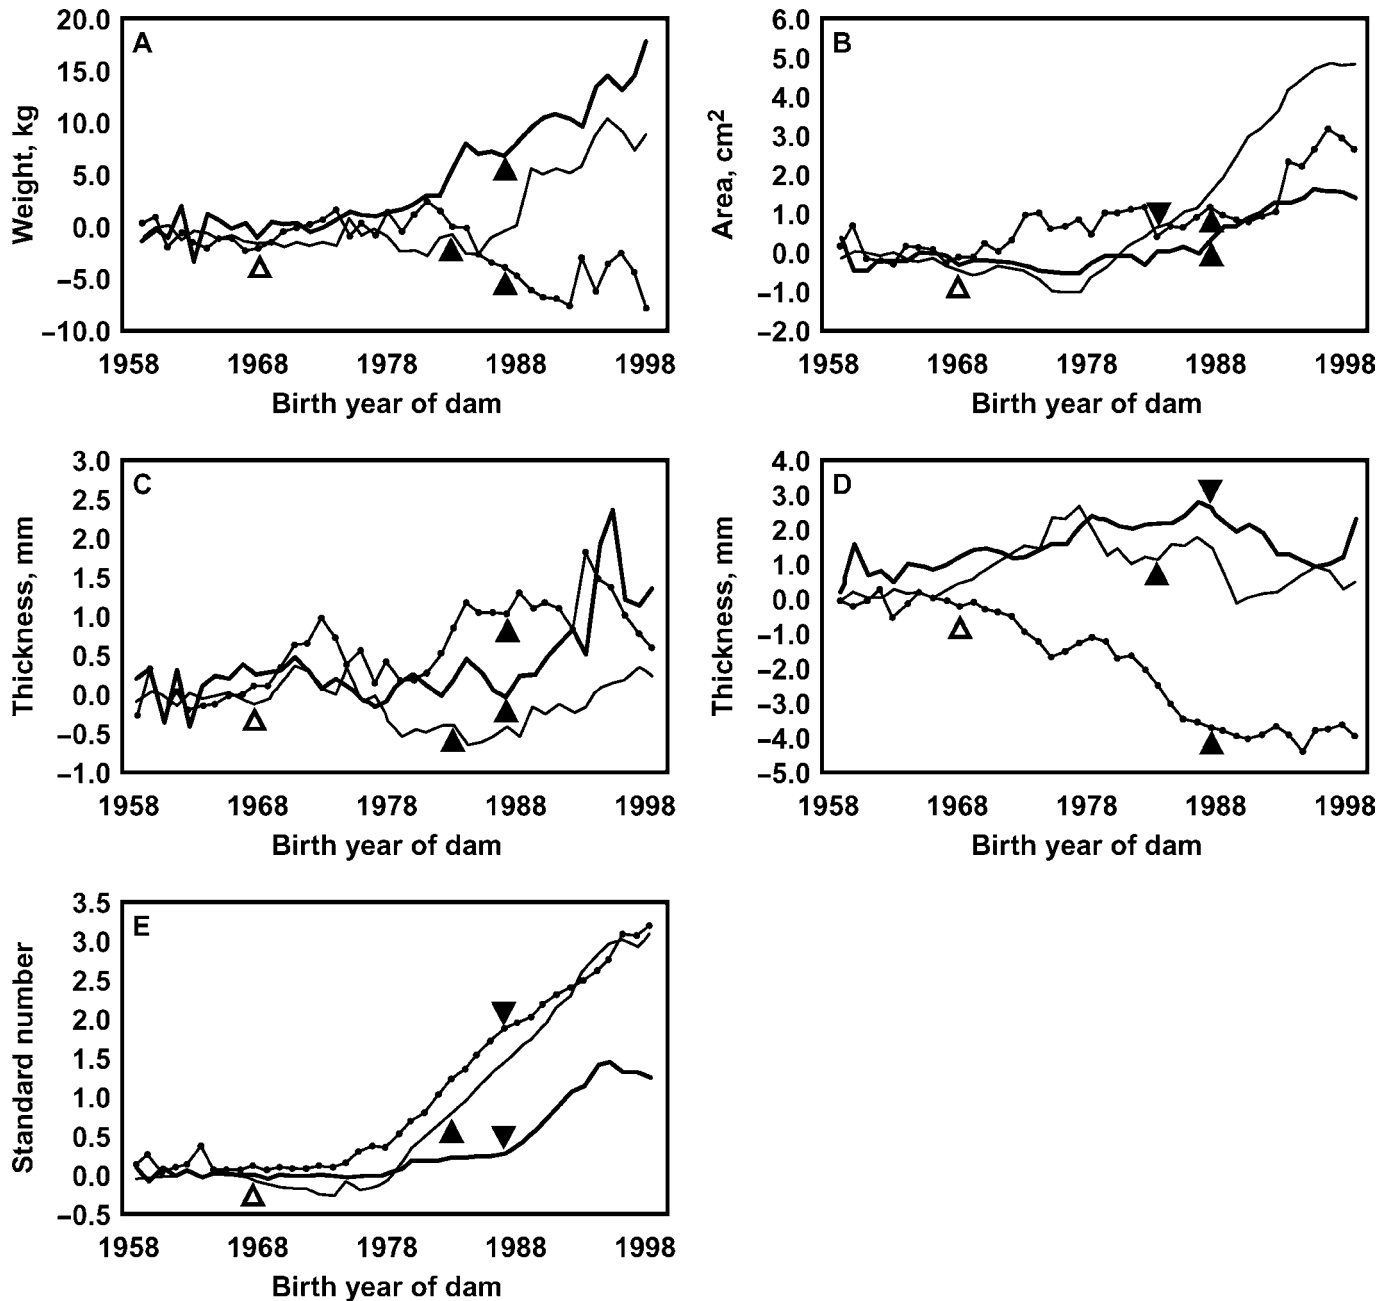 A
Weight, kg
20.0
15.0
10.0
5.0
0.0
–5.0
–10.0
1958 1968 1978 1988 1998
Birth year of dam
B
Area, cm2
6.0
5.0
4.0
3.0
2.0
1.0
0.0
–1.0
–2.0
1958 1968 1978 1988 1998
Birth year of dam
C
Thickness, mm
3.0
2.5
2.0
1.5
1.0
0.5
0.0
–0.5
–1.0
1958 1968 1978 1988 1998
Birth year of dam
D
Thickness, mm
4.0
3.0
2.0
1.0
0.0
–1.0
–2.0
–3.0
–4.0
–5.0
1958 1968 1978 1988 1998
Birth year of dam
E
Standard number
3.5
3.0
2.5
2.0
1.5
1.0
0.5
0.0
–0.5
1958 1968 1978 1988 1998
Birth year of dam